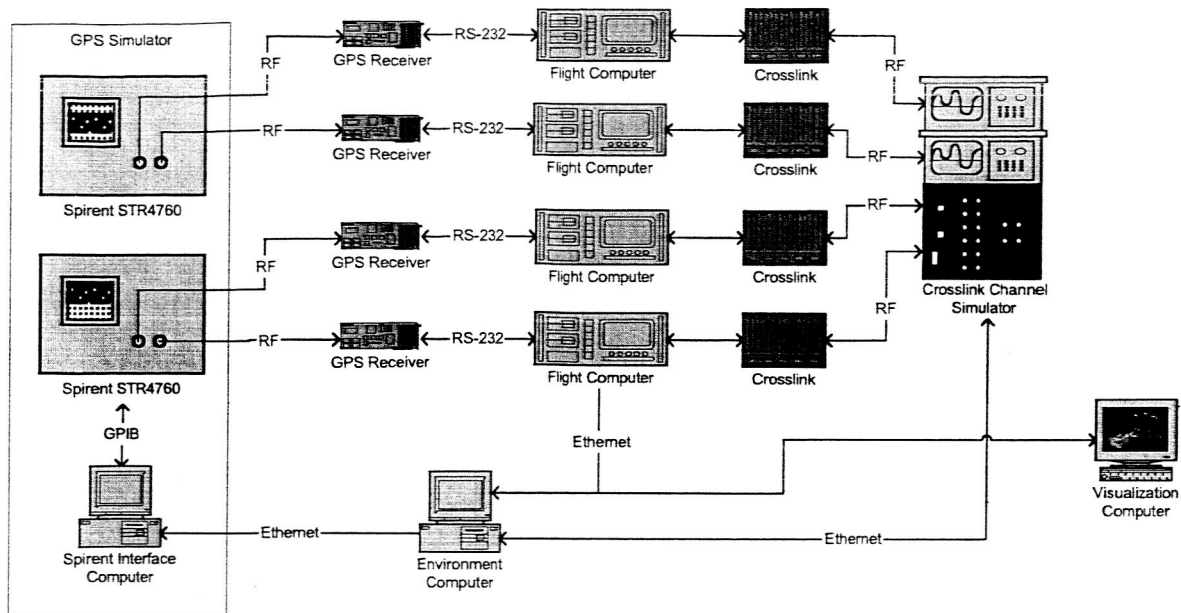 GPS Simulator
RF
GPS Receiver
RS-232
Flight Computer
Crosslink
RF
RF
GPS Receiver
RS-232
Flight Computer
Crosslink
RF
Spirent STR4760
RF
GPS Receiver
RS-232
Flight Computer
Crosslink
RF
Crosslink Channel
Simulator
RF
Spirent STR4760
RF
GPS Receiver
RS-232
Flight Computer
Crosslink
GPIB
Ethernet
Visualization
Computer
Spirent Interface
Computer
Ethernet
Environment
Computer
Ethernet